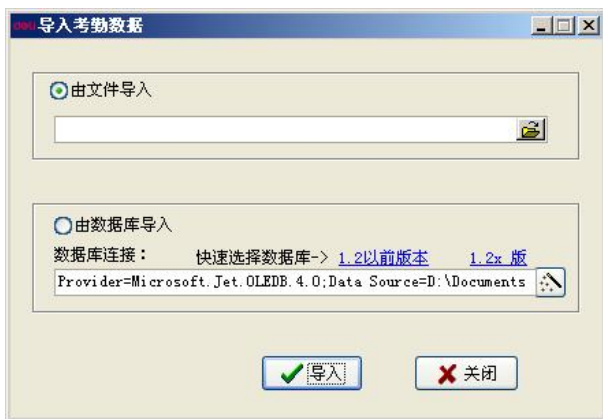 deli 导入考勤数据
由文件导入
由数据库导入
数据库连接： 快速选择数据库-> 1.2以前版本 1.2x 版
Provider=Microsoft.Jet.OLEDB.4.0;Data Source=D:\Documents
导入 关闭